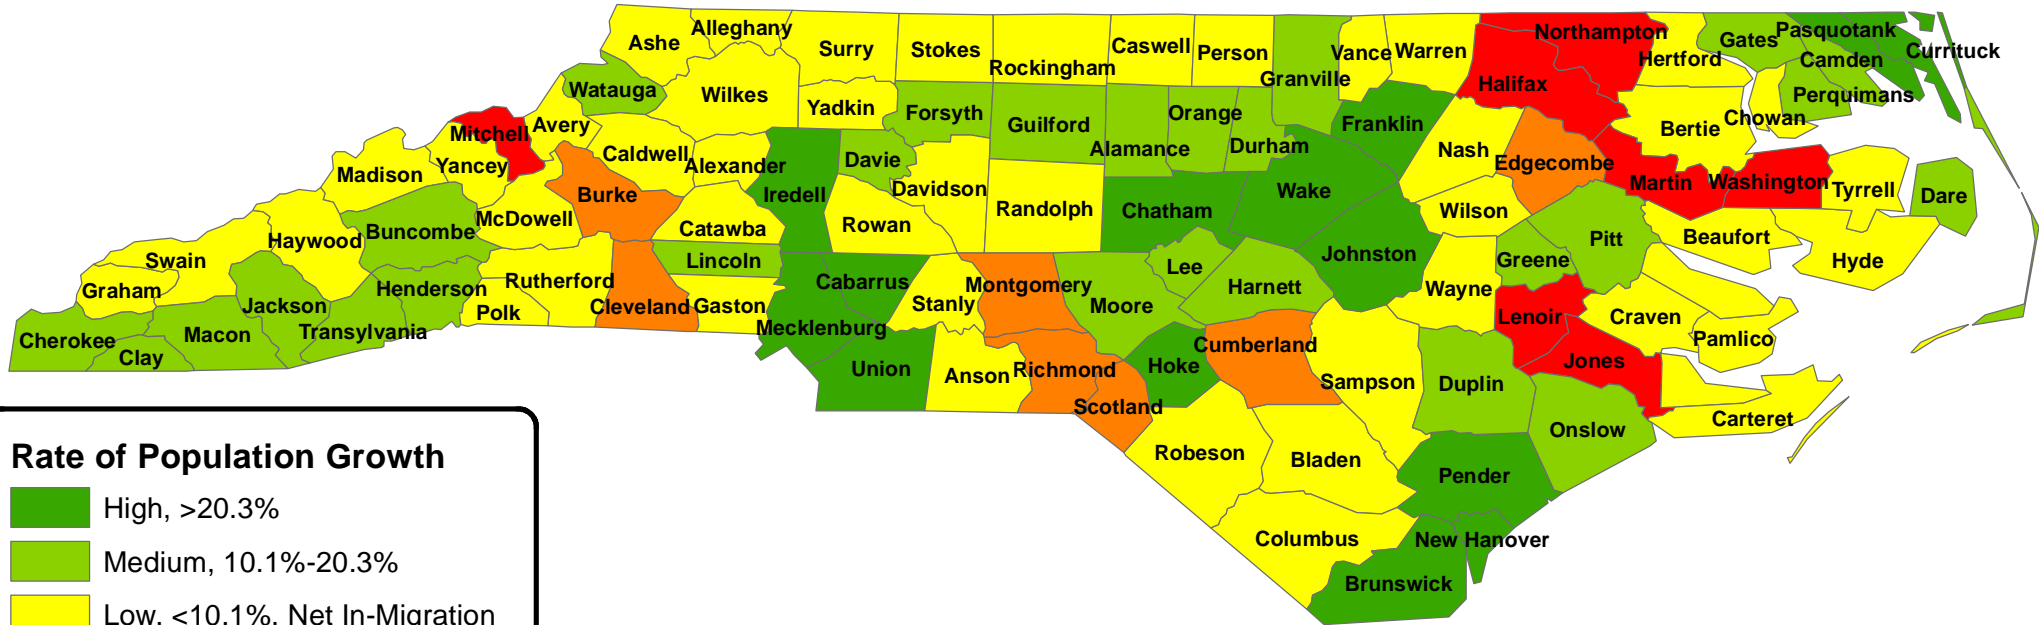 Ashe
Alleghany
Surry
Stokes
Rockingham
Caswell
Person
Granville
Vance
Warren
Northampton
Halifax
Hertford
Gates
Pasquotank
Camden
Currituck
Perquimans
Chowan
Bertie
Watauga
Wilkes
Yadkin
Forsyth
Guilford
Alamance
Orange
Durham
Franklin
Nash
Edgecombe
Martin
Washington
Tyrrell
Dare
Mitchell
Avery
Yancey
Madison
Caldwell
Alexander
Iredell
Davie
Davidson
Randolph
Chatham
Wake
Johnston
Wilson
Pitt
Beaufort
Hyde
Burke
McDowell
Buncombe
Haywood
Swain
Graham
Catawba
Rowan
Lincoln
Cabarrus
Stanly
Montgomery
Moore
Lee
Harnett
Wayne
Greene
Lenoir
Craven
Pamlico
Jones
Carteret
Cherokee
Clay
Macon
Jackson
Transylvania
Henderson
Polk
Rutherford
Cleveland
Gaston
Mecklenburg
Union
Anson
Richmond
Scotland
Hoke
Cumberland
Sampson
Duplin
Onslow
Robeson
Bladen
Pender
Columbus
New Hanover
Brunswick
Rate of Population Growth
High, >20.3%
Medium, 10.1%-20.3%
Low, <10.1%, Net In-Migration